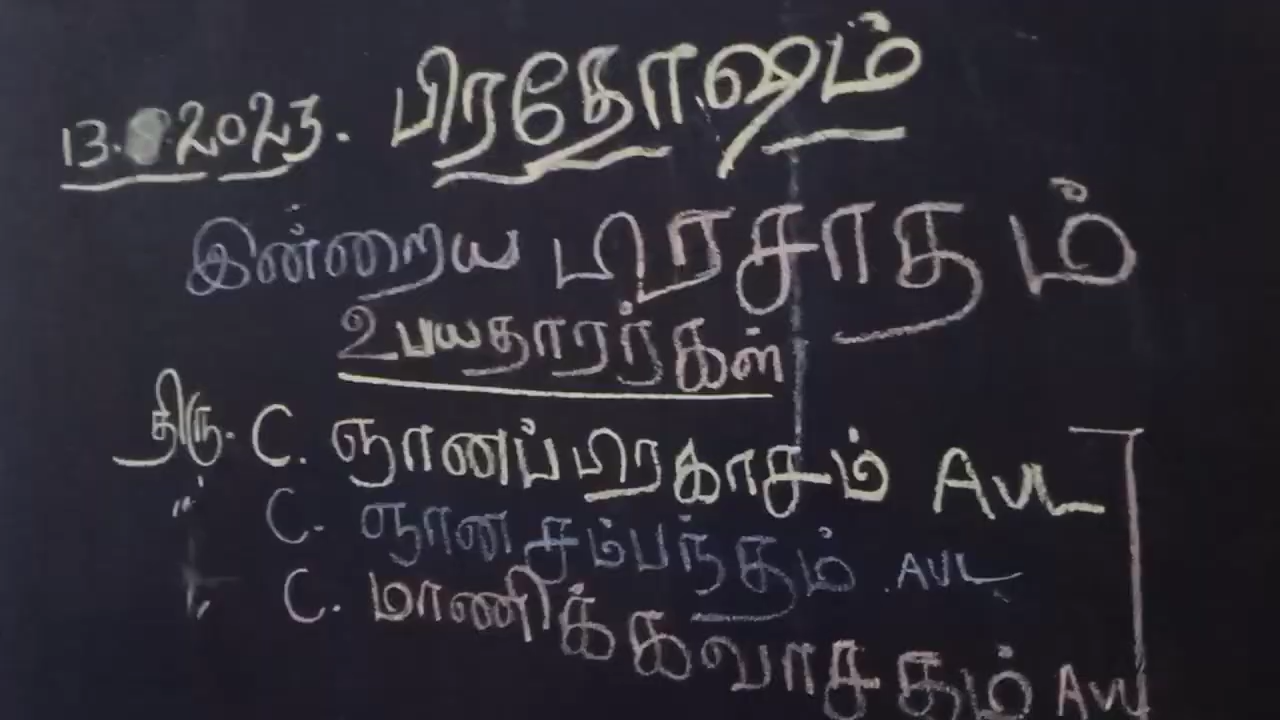 13.8.2023. பிரதோஷம்
இன்றைய பிரசாதம்
உபயதாரர்கள்
திரு. C. ஞானப்பிரகாசம் AVL
" C. ஞானசம்பந்தம் AVL
" C. மாணிக்கவாசகம் AVL